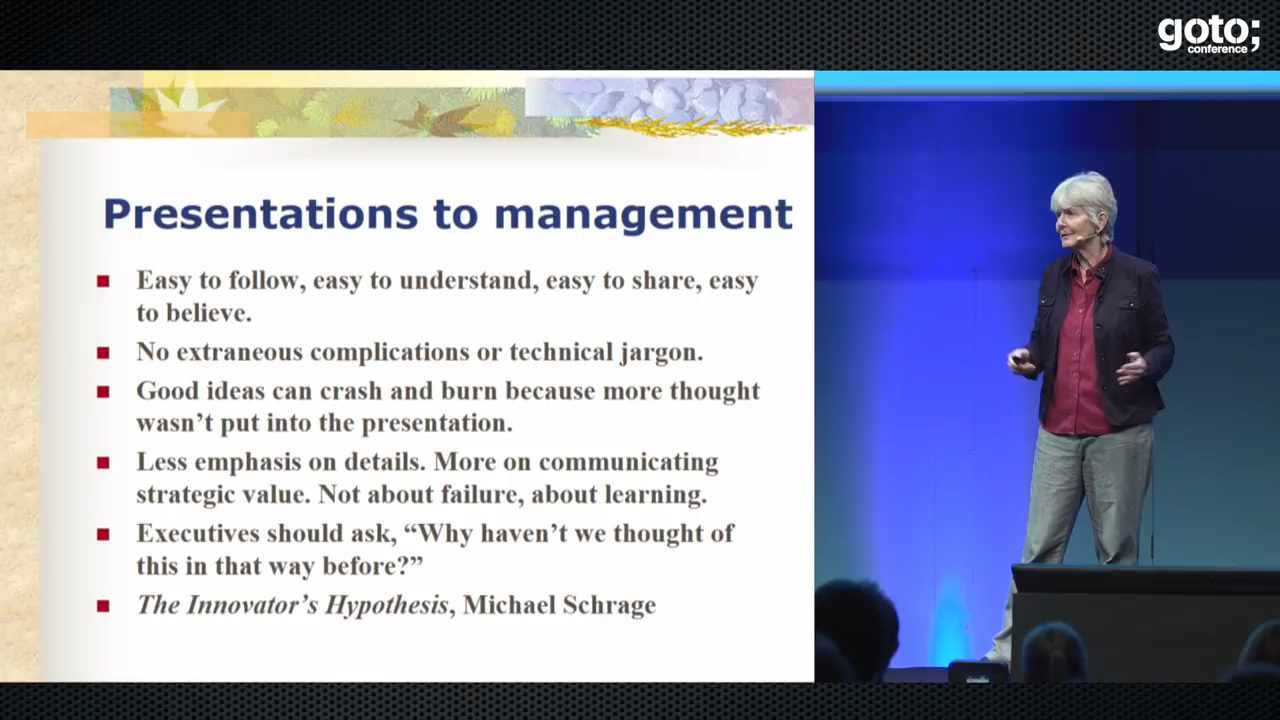 goto;
conference
Presentations to management
Easy to follow, easy to understand, easy to share, easy
to believe.
No extraneous complications or technical jargon.
Good ideas can crash and burn because more thought
wasn't put into the presentation.
Less emphasis on details. More on communicating
strategic value. Not about failure, about learning.
Executives should ask, “Why haven't we thought of
this in that way before?”
The Innovator's Hypothesis, Michael Schrage